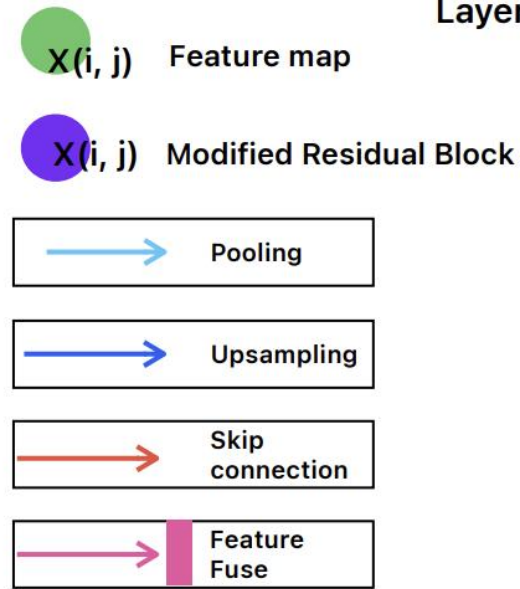 Layer
X(i, j) Feature map
X(i, j) Modified Residual Block
Pooling
Upsampling
Skip
connection
Feature
Fuse